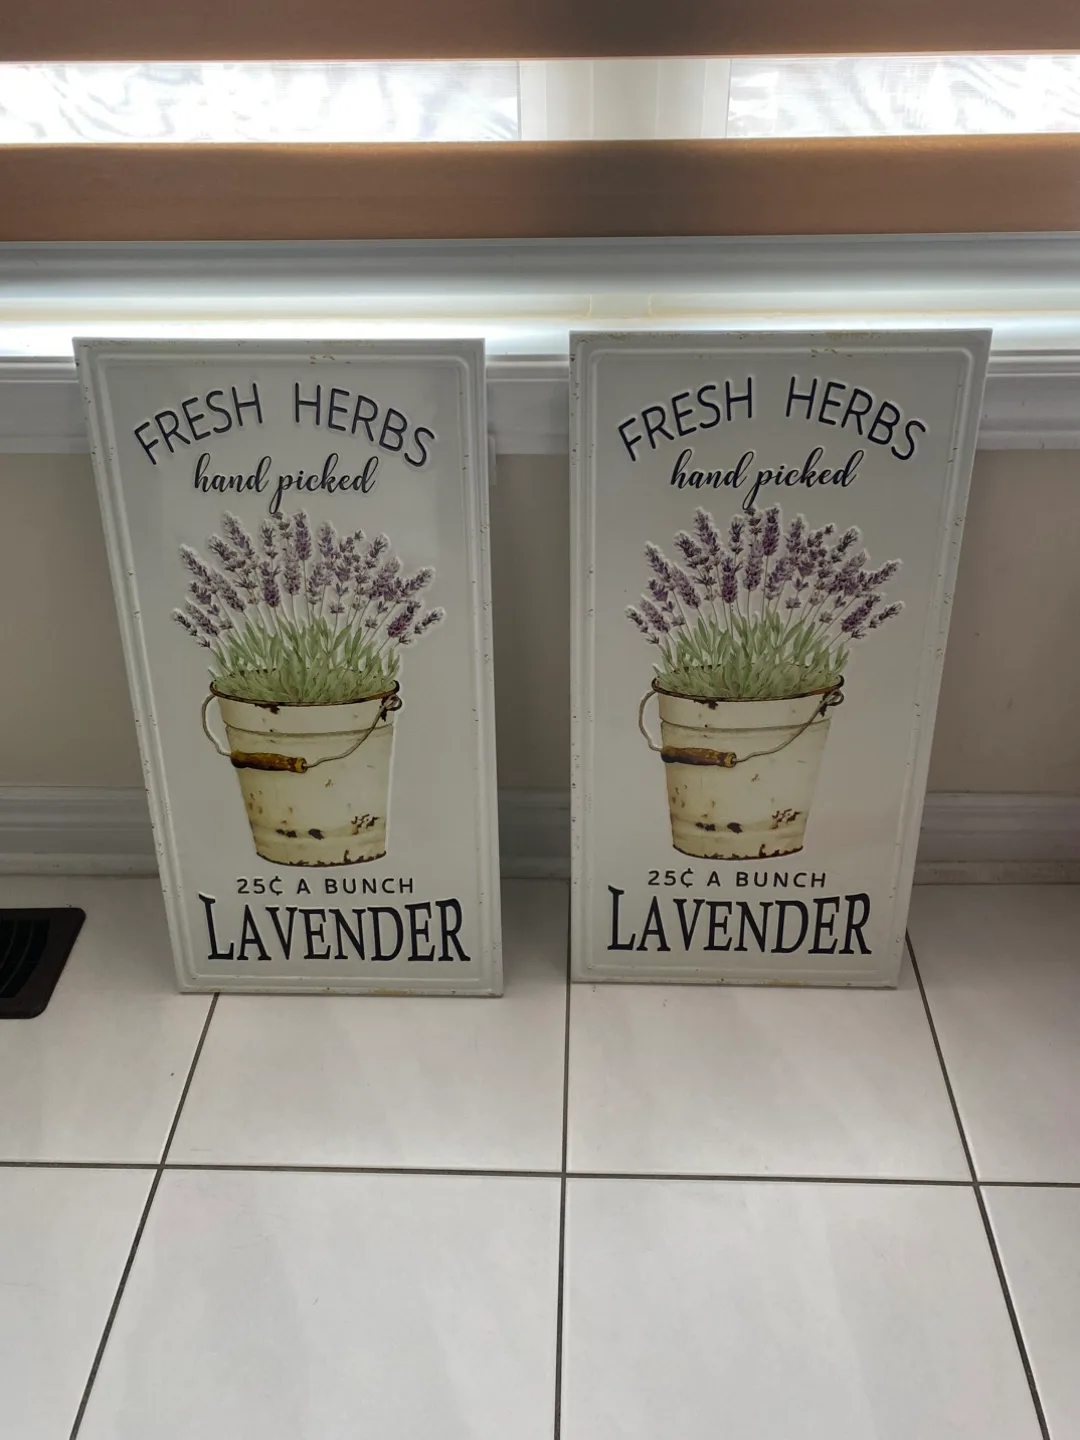 FRESH HERBS
hand picked
25¢ A BUNCH
LAVENDER
FRESH HERBS
hand picked
25¢ A BUNCH
LAVENDER